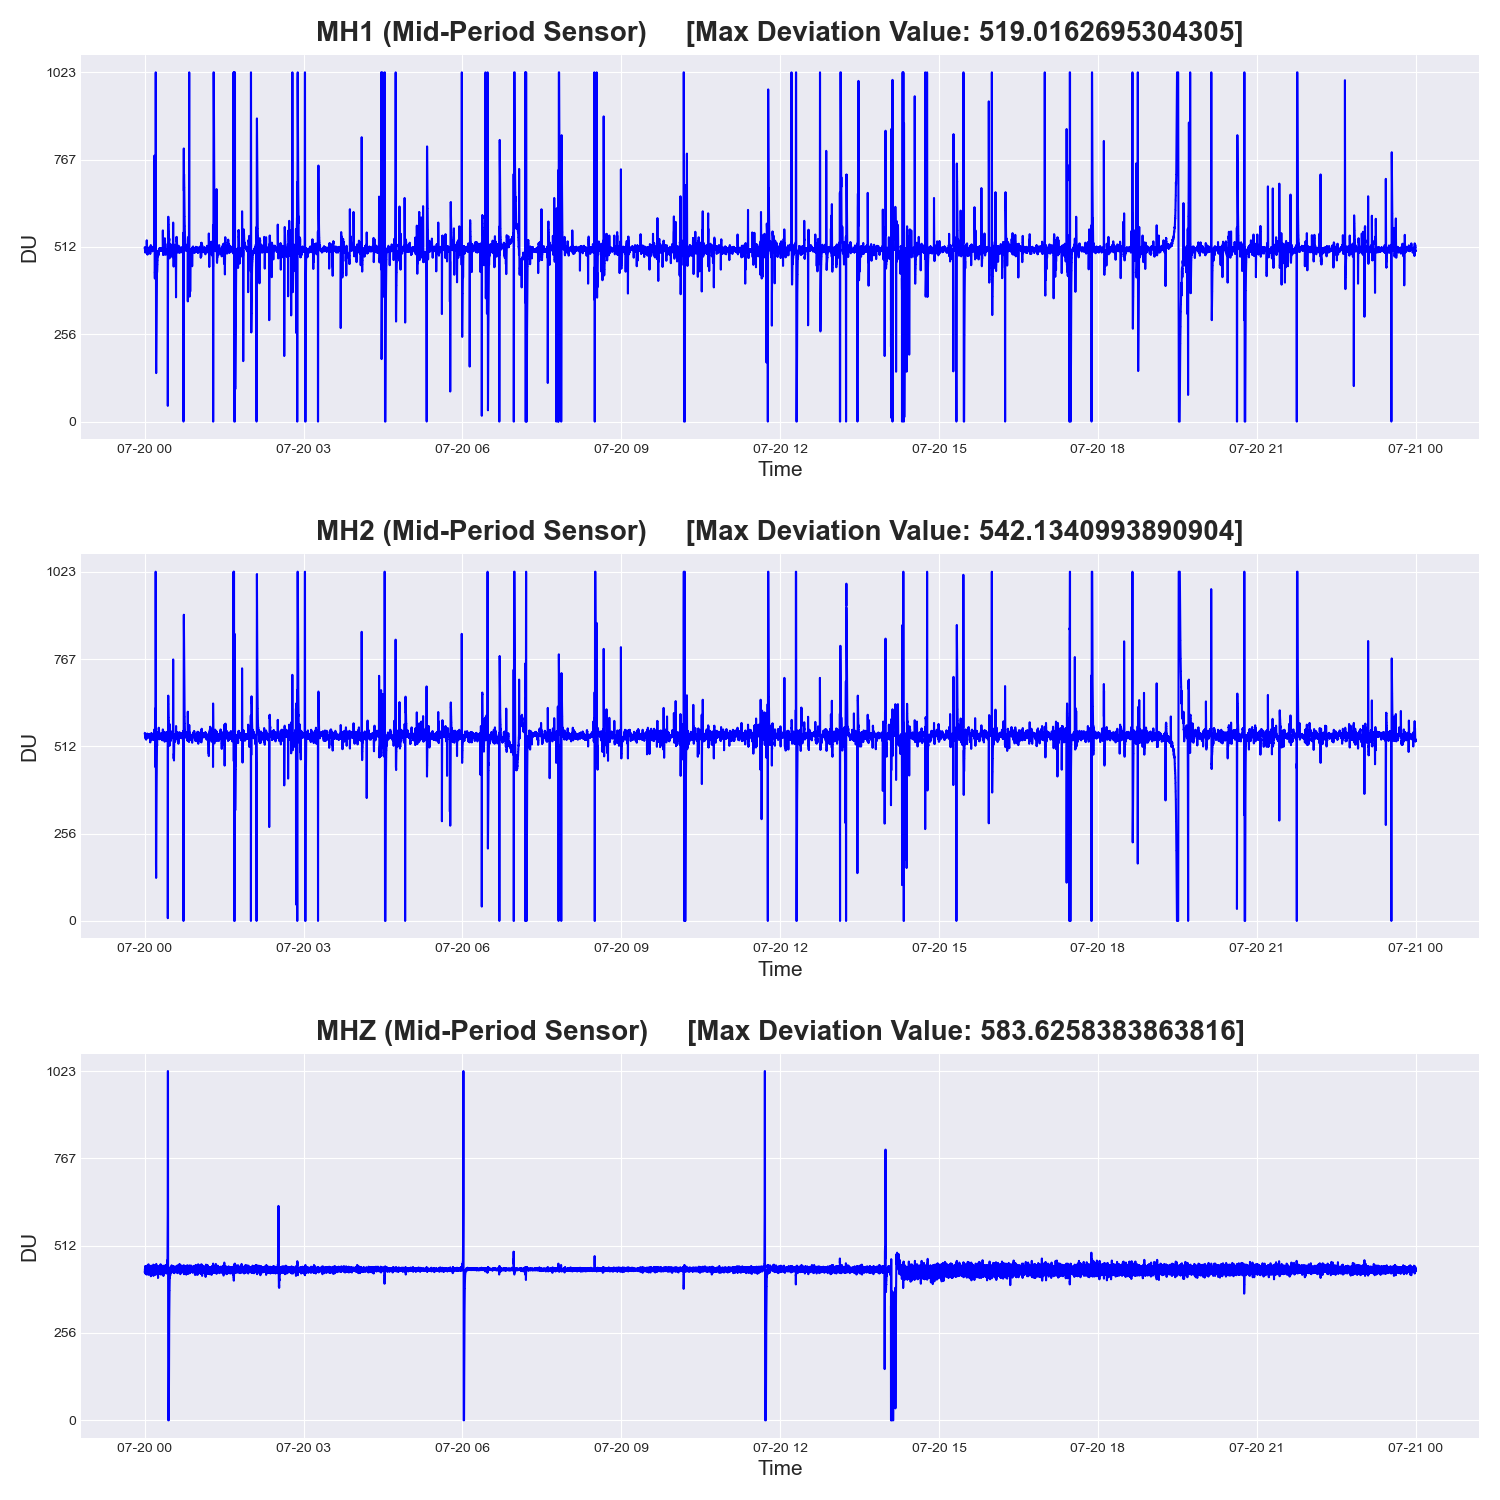 MH1 (Mid-Period Sensor) [Max Deviation Value: 519.0162695304305]
1023
767
512
256
0
DU
07-20 00 07-20 03 07-20 06 07-20 09 07-20 12 07-20 15 07-20 18 07-20 21 07-21 00
Time
MH2 (Mid-Period Sensor) [Max Deviation Value: 542.1340993890904]
1023
767
512
256
0
DU
07-20 00 07-20 03 07-20 06 07-20 09 07-20 12 07-20 15 07-20 18 07-20 21 07-21 00
Time
MHZ (Mid-Period Sensor) [Max Deviation Value: 583.6258383863816]
1023
767
512
256
0
DU
07-20 00 07-20 03 07-20 06 07-20 09 07-20 12 07-20 15 07-20 18 07-20 21 07-21 00
Time